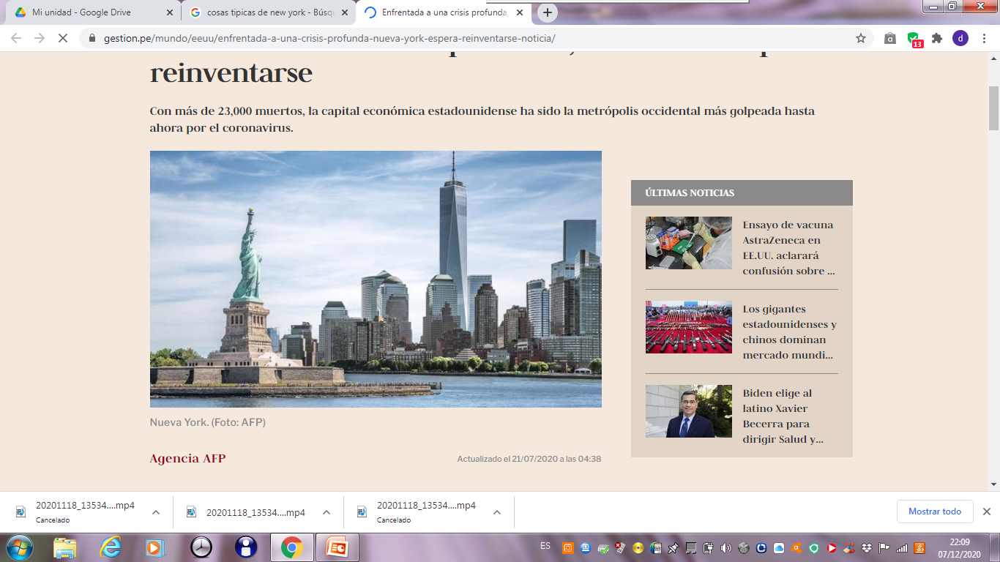 Mi unidad - Google Drive
cosas tipicas de new york - Búsqu
Enfrentada a una crisis profunda,
gestion.pe/mundo/eeuu/enfrentada-a-una-crisis-profunda-nueva-york-espera-reinventarse-noticia/
13
d
reinventarse
Con más de 23,000 muertos, la capital económica estadounidense ha sido la metrópolis occidental más golpeada hasta
ahora por el coronavirus.
Nueva York. (Foto: AFP)
Agencia AFP
Actualizado el 21/07/2020 a las 04:38
ÚLTIMAS NOTICIAS
Ensayo de vacuna
AstraZeneca en
EE.UU. aclarará
confusión sobre ...
Los gigantes
estadounidenses y
chinos dominan
mercado mundi...
Biden elige al
latino Xavier
Becerra para
dirigir Salud y...
20201118_13534....mp4
Cancelado
20201118_13534....mp4
20201118_13534....mp4
Cancelado
Mostrar todo
ES
22:09
07/12/2020